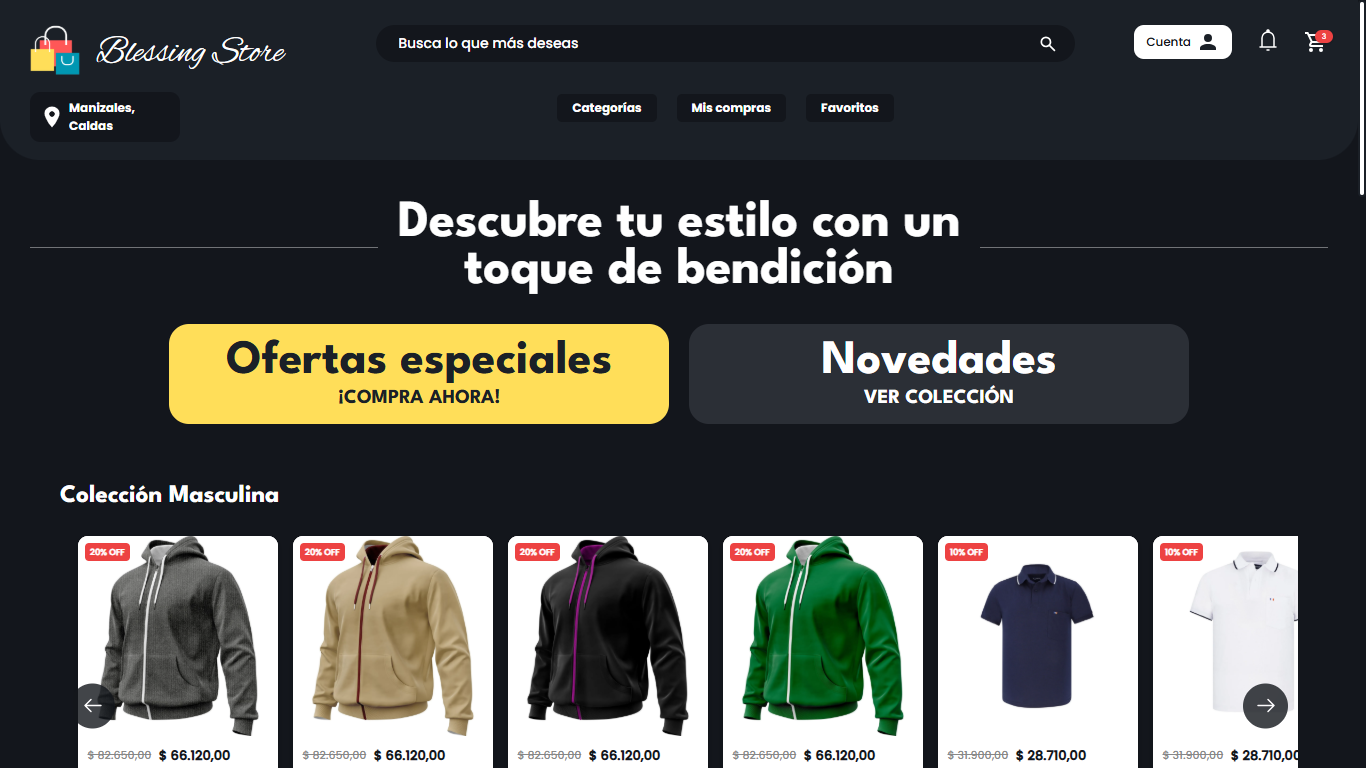 Blessing Store
Busca lo que más deseas
Cuenta
3
Manizales,
Caldas
Categorías
Mis compras
Favoritos
Descubre tu estilo con un
toque de bendición
Ofertas especiales
¡COMPRA AHORA!
Novedades
VER COLECCIÓN
Colección Masculina
20% OFF
20% OFF
20% OFF
20% OFF
10% OFF
10% OFF
$ 82.650,00 $ 66.120,00
$ 82.650,00 $ 66.120,00
$ 82.650,00 $ 66.120,00
$ 82.650,00 $ 66.120,00
$ 31.900,00 $ 28.710,00
$ 31.900,00 $ 28.710,00